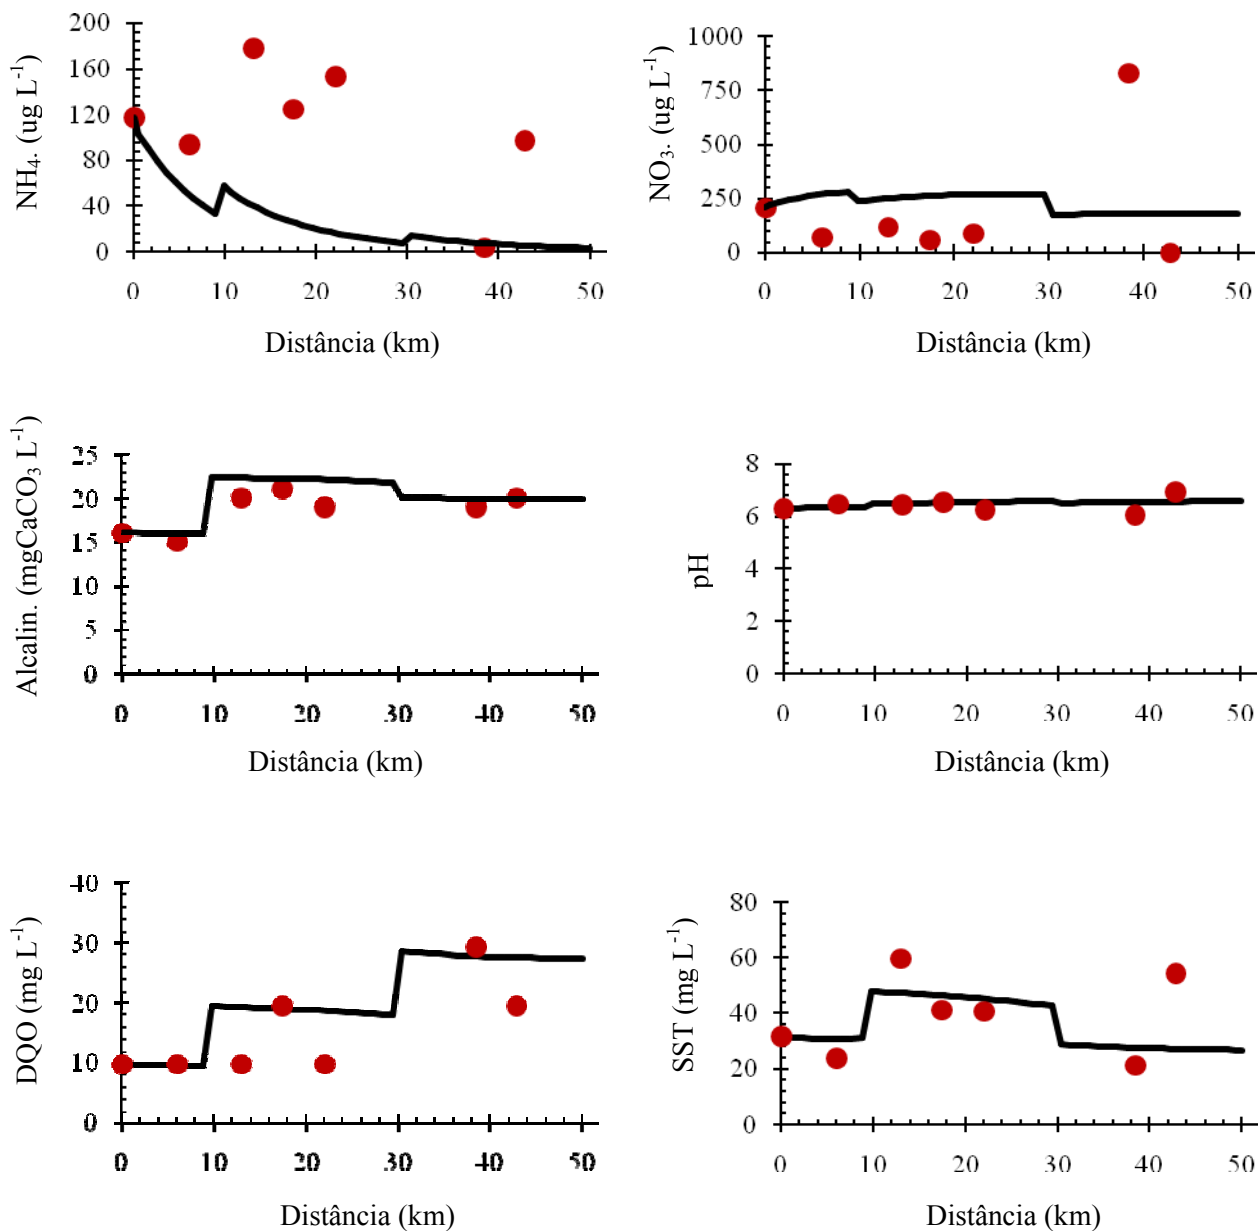 NH₄. (ug L⁻¹)
200
160
120
80
40
0
0 10 20 30 40 50
Distância (km)
NO₃. (ug L⁻¹)
1000
750
500
250
0
0 10 20 30 40 50
Distância (km)
Alcalin. (mgCaCO₃ L⁻¹)
25
20
15
10
5
0
0 10 20 30 40 50
Distância (km)
pH
8
6
4
2
0
0 10 20 30 40 50
Distância (km)
DQO (mg L⁻¹)
40
30
20
10
0
0 10 20 30 40 50
Distância (km)
SST (mg L⁻¹)
80
60
40
20
0
0 10 20 30 40 50
Distância (km)